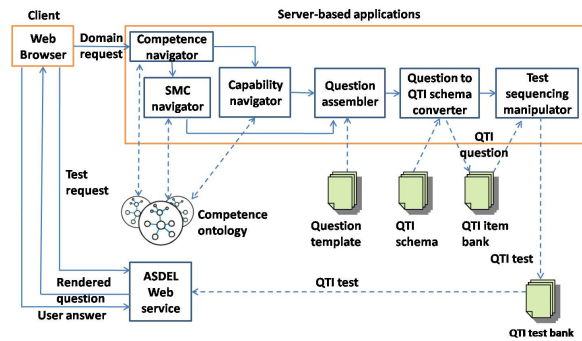 Client
Server-based applications
Web
Browser
Domain
request
Competence
navigator
SMC
navigator
Capability
navigator
Question
assembler
Question to
QTI schema
converter
Test
sequencing
manipulator
QTI
question
Test
request
Competence
ontology
Question
template
QTI
schema
QTI item
bank
QTI test
Rendered
question
User answer
ASDEL
Web
service
QTI test
QTI test bank